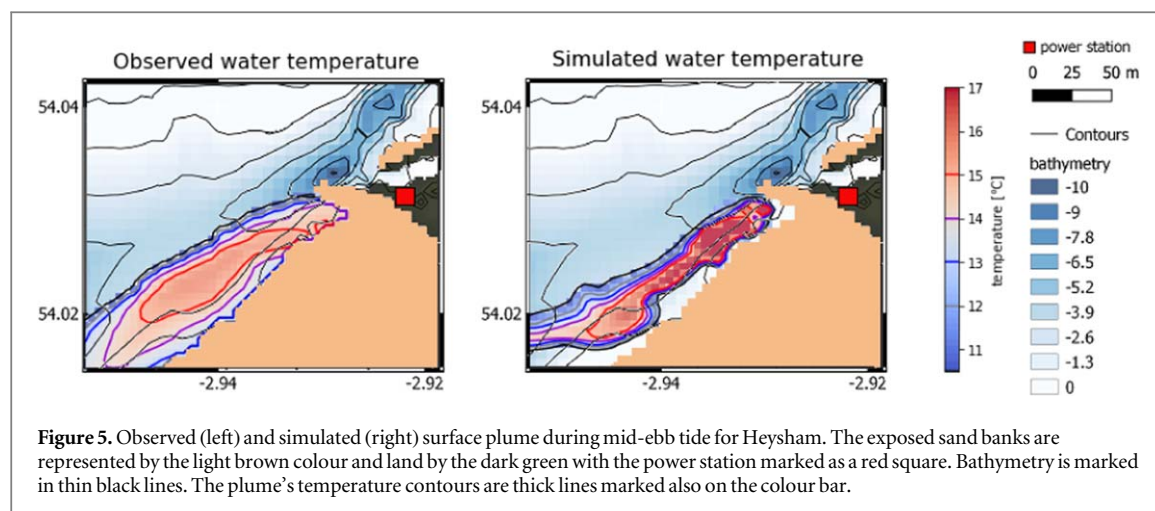 Observed water temperature
54.04
54.02
-2.94
-2.92
Simulated water temperature
54.04
54.02
-2.94
-2.92
17
16
15
14
13
12
11
temperature [°C]
power station
0 25 50 m
Contours
bathymetry
-10
-9
-7.8
-6.5
-5.2
-3.9
-2.6
-1.3
0
Figure 5. Observed (left) and simulated (right) surface plume during mid-ebb tide for Heysham. The exposed sand banks are
represented by the light brown colour and land by the dark green with the power station marked as a red square. Bathymetry is marked
in thin black lines. The plume's temperature contours are thick lines marked also on the colour bar.